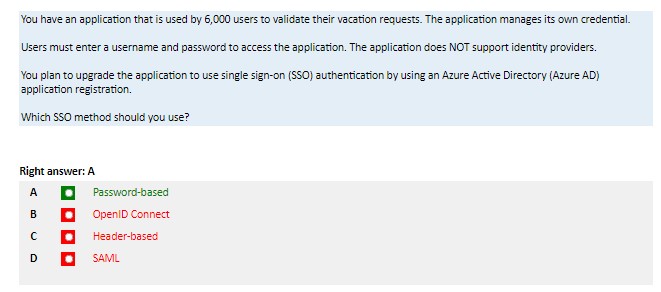 You have an application that is used by 6,000 users to validate their vacation requests. The application manages its own credential.
Users must enter a username and password to access the application. The application does NOT support identity providers.
You plan to upgrade the application to use single sign-on (SSO) authentication by using an Azure Active Directory (Azure AD)
application registration.
Which SSO method should you use?
Right answer: A
A Password-based
B OpenID Connect
C Header-based
D SAML